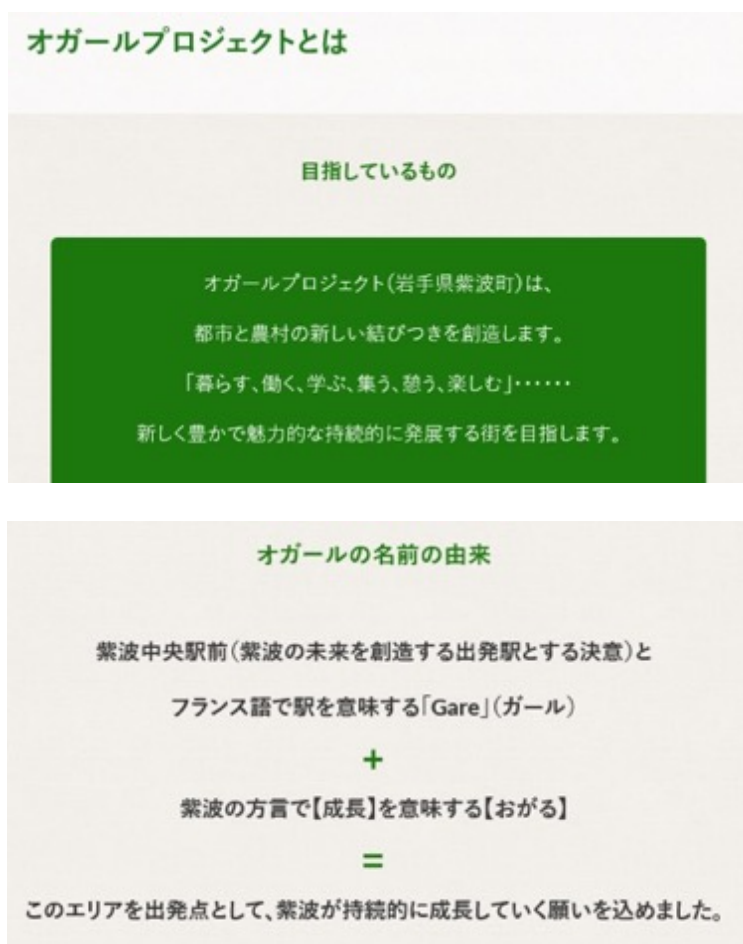 オガールプロジェクトとは
目指しているもの
オガールプロジェクト(岩手県紫波町)は、
都市と農村の新しい結びつきを創造します。
「暮らす、働く、学ぶ、集う、憩う、楽しむ」‥‥‥
新しく豊かで魅力的な持続的に発展する街を目指します。
オガールの名前の由来
紫波中央駅前(紫波の未来を創造する出発駅とする決意)と
フランス語で駅を意味する「Gare」(ガール)
+
紫波の方言で【成長】を意味する【おがる】
=
このエリアを出発点として、紫波が持続的に成長していく願いを込めました。